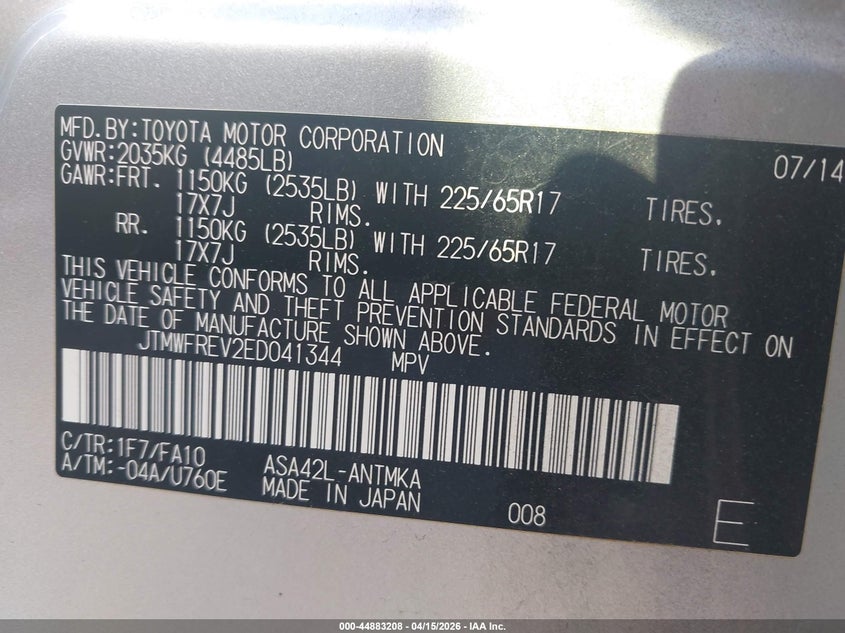 MFD.BY:TOYOTA MOTOR CORPORATION 07/14
GVWR:2035KG (4485LB)
GAWR:FRT. 1150KG (2535LB) WITH 225/65R17 TIRES,
17X7J RIMS.
RR. 1150KG (2535LB) WITH 225/65R17 TIRES,
17X7J RIMS.
THIS VEHICLE CONFORMS TO ALL APPLICABLE FEDERAL MOTOR
VEHICLE SAFETY AND THEFT PREVENTION STANDARDS IN EFFECT ON
THE DATE OF MANUFACTURE SHOWN ABOVE.
JTMWFREV2ED041344 MPV
C/TR:1F7/FA10 ASA42L-ANTMKA
A/TM:-04A/U760E MADE IN JAPAN 008 E
000-44883208 - 04/15/2026 - IAA Inc.